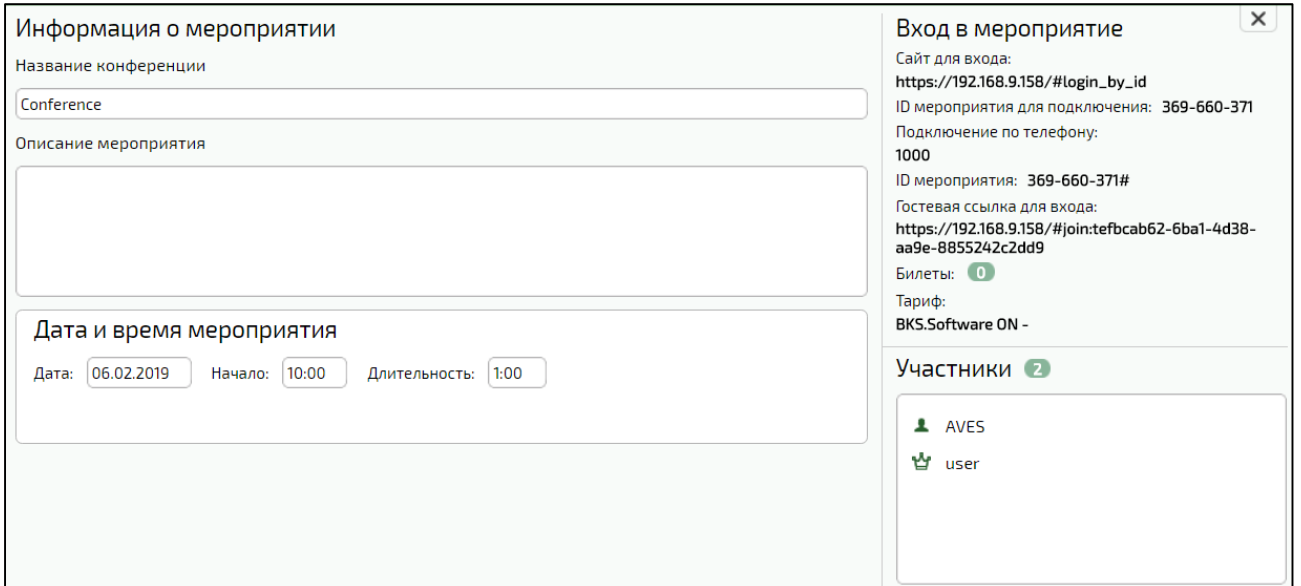 Информация о мероприятии
Название конференции
Conference
Описание мероприятия
Дата и время мероприятия
Дата: 06.02.2019 Начало: 10:00 Длительность: 1:00
Вход в мероприятие
Сайт для входа:
https://192.168.9.158/#login_by_id
ID мероприятия для подключения: 369-660-371
Подключение по телефону:
1000
ID мероприятия: 369-660-371#
Гостевая ссылка для входа:
https://192.168.9.158/#join:tefbcab62-6ba1-4d38-
aa9e-8855242c2dd9
Билеты: 0
Тариф:
BKS.Software ON -
Участники 2
AVES
user